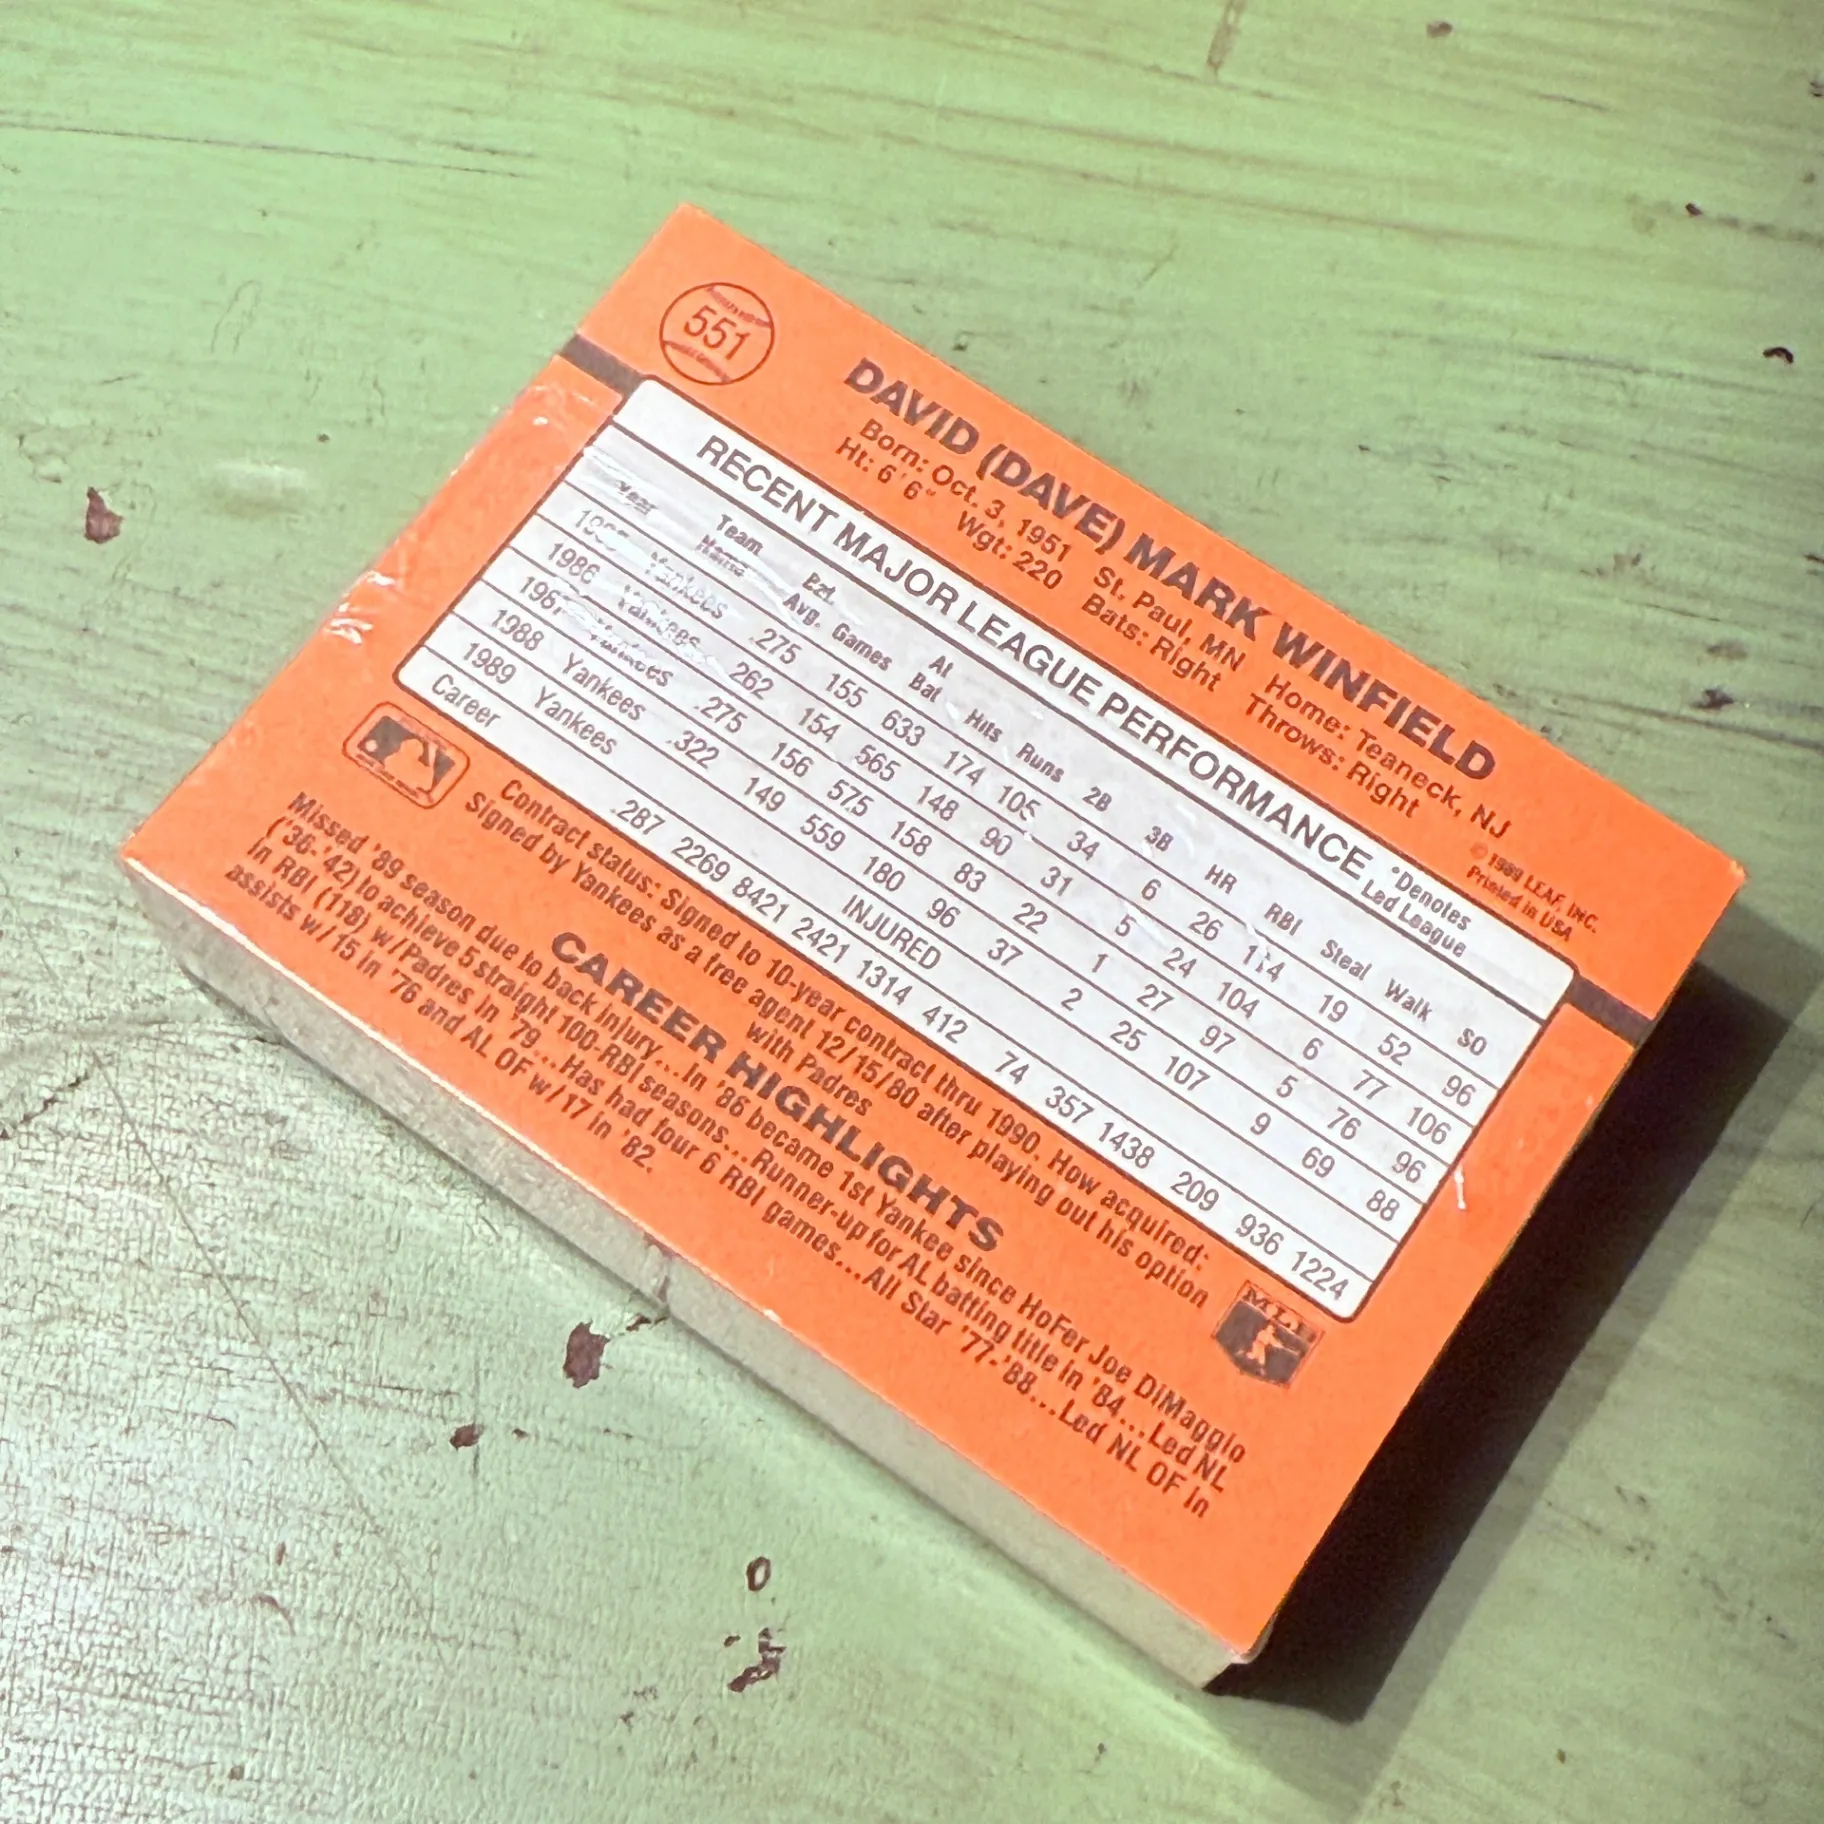 551
DAVID (DAVE) MARK WINFIELD
Born: Oct. 3, 1951 St. Paul, MN Home: Teaneck, NJ
Ht: 6'6" Wgt: 220 Bats: Right Throws: Right
© 1989 LEAF, INC.
Printed in USA
RECENT MAJOR LEAGUE PERFORMANCE *Denotes Led League
Year Team Name Bat. Avg. Games At Bat Hits Runs 2B 3B HR RBI Steal Walk SO
Yankees .275 155 633 174 105 34 6 26 114 19 52 96
1986 Yankees 262 154 565 148 90 31 5 24 104 6 77 106
Yankees .275 156 575 158 83 22 1 27 97 5 76 96
1988 Yankees .322 149 559 180 96 37 2 25 107 9 69 88
1989 Yankees INJURED
Career .287 2269 8421 2421 1314 412 74 357 1438 209 936 1224
Contract status: Signed to 10-year contract thru 1990. How acquired:
Signed by Yankees as a free agent 12/15/80 after playing out his option
with Padres
MLB
CAREER HIGHLIGHTS
Missed '89 season due to back injury...In '86 became 1st Yankee since HoFer Joe DiMaggio
('36-'42) to achieve 5 straight 100-RBI seasons...Runner-up for AL batting title in '84...Led NL
in RBI (118) w/Padres in '79...Has had four 6 RBI games...All Star '77-'88...Led NL OF in
assists w/15 in '76 and AL OF w/17 in '82.